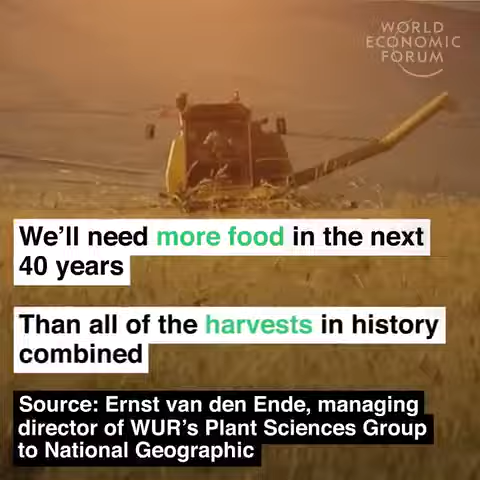 WORLD
ECONOMIC
FORUM
We'll need more food in the next
40 years
Than all of the harvests in history
combined
Source: Ernst van den Ende, managing
director of WUR's Plant Sciences Group
to National Geographic